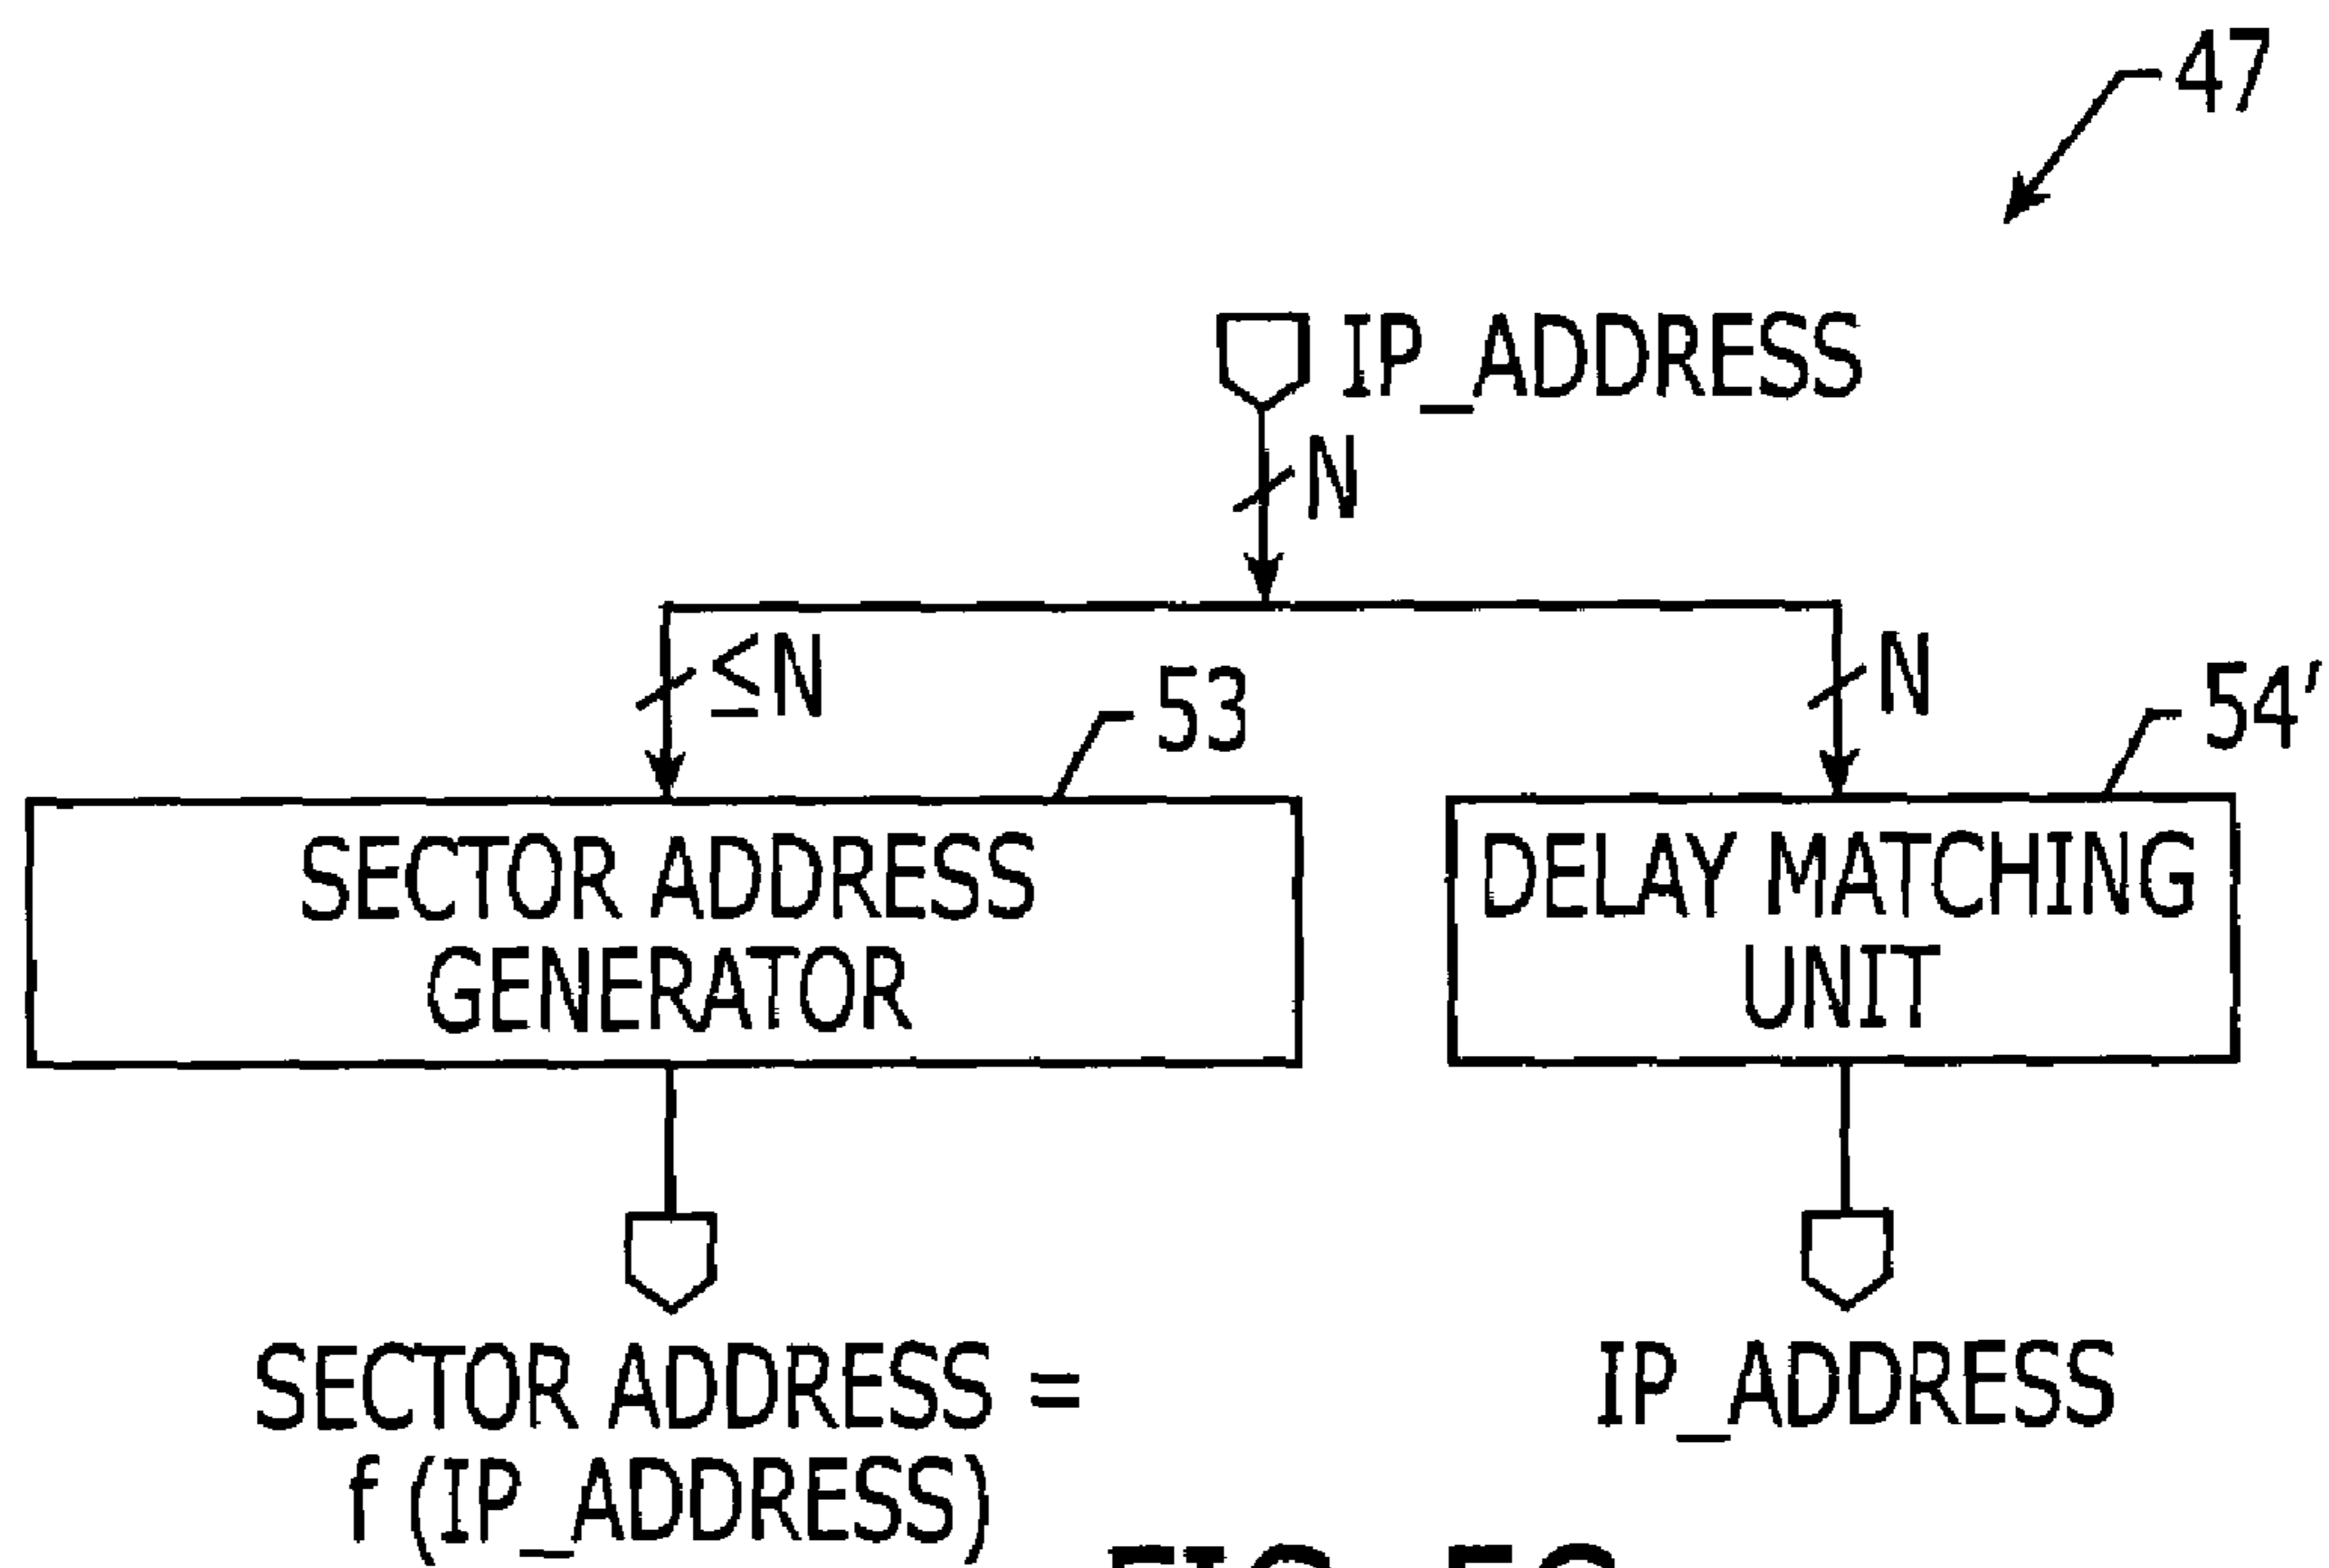 47
IP_ADDRESS
N
≤N
N
53
54'
SECTOR ADDRESS
GENERATOR
DELAY MATCHING
UNIT
SECTOR ADDRESS =
f (IP_ADDRESS)
IP_ADDRESS